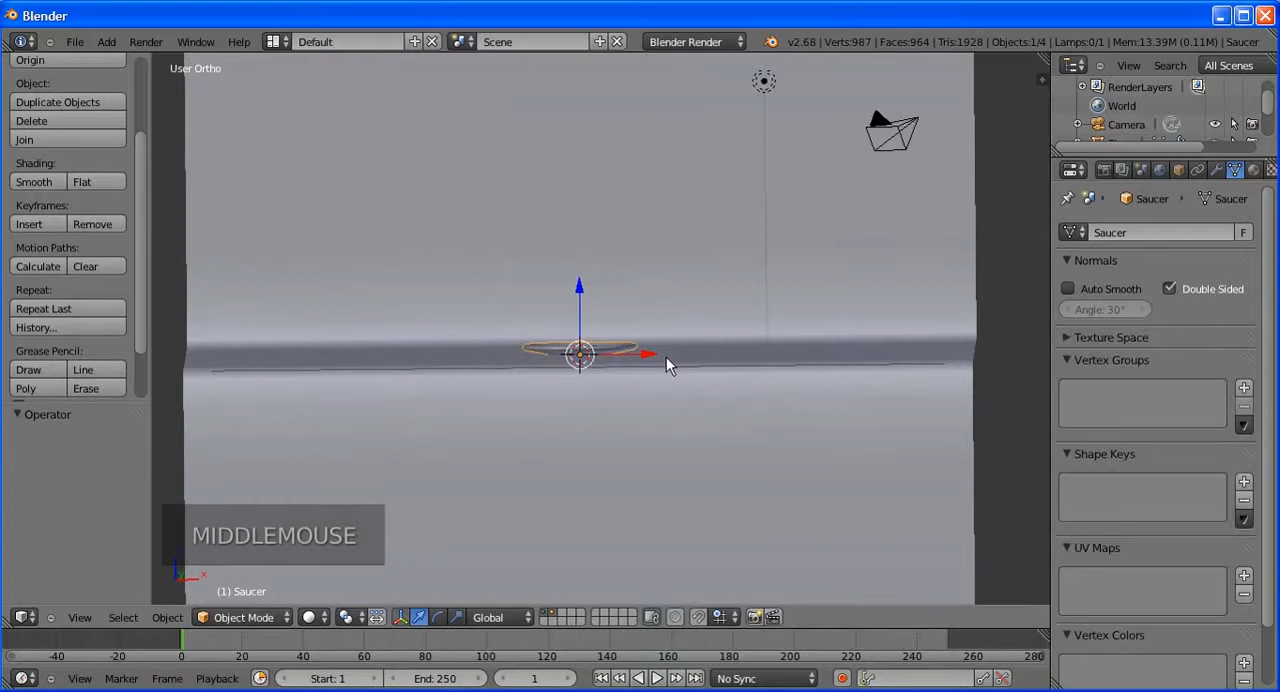 Blender
File Add Render Window Help Default Scene Blender Render v2.68 | Verts:987 | Faces:964 | Tris:1928 | Objects:1/4 | Lamps:0/1 | Mem:13.39M (0.11M) | Saucer
User Ortho
Origin
Object:
Duplicate Objects
Delete
Join
Shading:
Smooth Flat
Keyframes:
Insert Remove
Motion Paths:
Calculate Clear
Repeat:
Repeat Last
History...
Grease Pencil:
Draw Line
Poly Erase
Operator
MIDDLEMOUSE
x
(1) Saucer
View Select Object Object Mode Global
View Search All Scenes
RenderLayers
World
Camera
Saucer Saucer
Saucer F
Normals
Auto Smooth Double Sided
Angle: 30°
Texture Space
Vertex Groups
Shape Keys
UV Maps
Vertex Colors
-40 -20 0 20 40 60 80 100 120 140 160 180 200 220 240 260 280
View Marker Frame Playback Start: 1 End: 250 1 No Sync